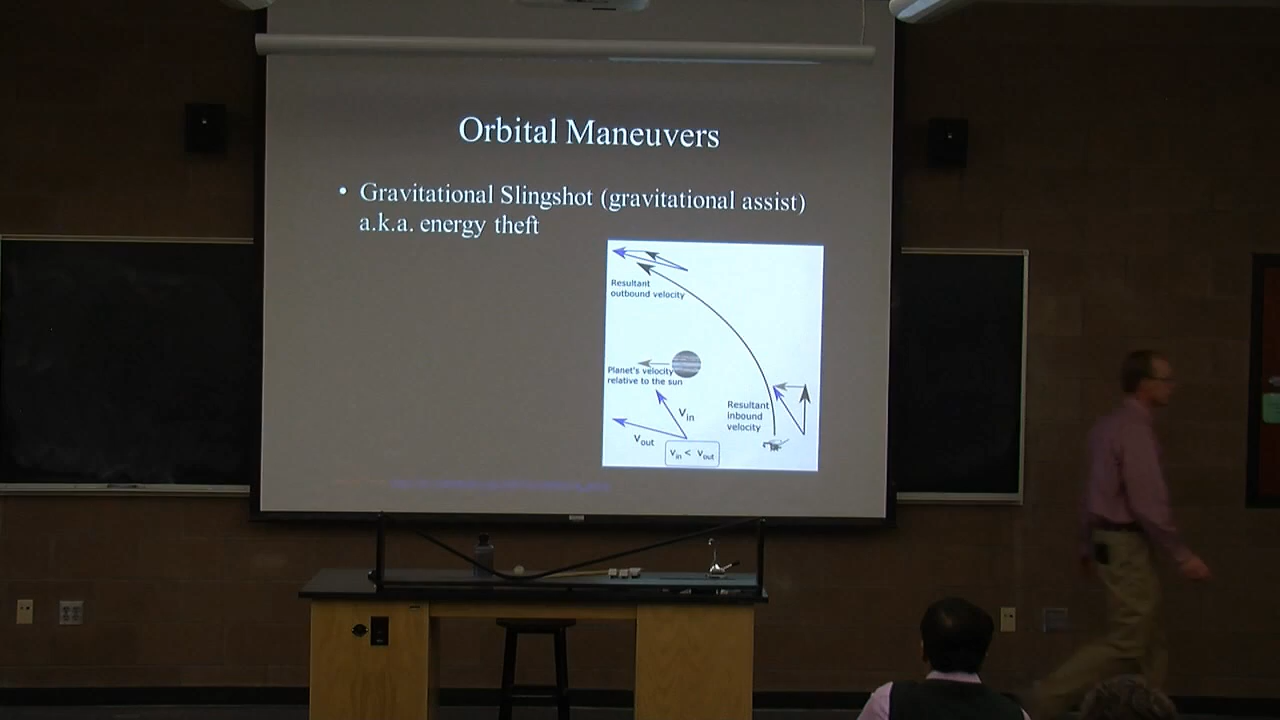 Orbital Maneuvers
• Gravitational Slingshot (gravitational assist)
a.k.a. energy theft
Resultant
outbound velocity
Planet's velocity
relative to the sun
Resultant
inbound
velocity
Vin
Vout
Vin < Vout